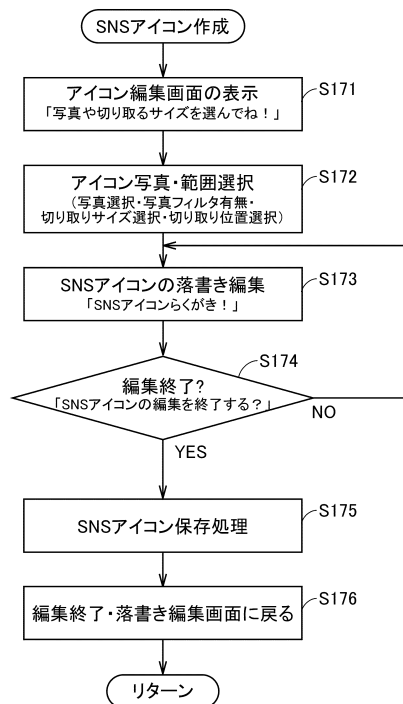 SNSアイコン作成
アイコン編集画面の表示
「写真や切り取るサイズを選んでね！」
S171
アイコン写真・範囲選択
（写真選択・写真フィルタ有無・
切り取りサイズ選択・切り取り位置選択）
S172
SNSアイコンの落書き編集
「SNSアイコンらくがき！」
S173
S174
編集終了?
「SNSアイコンの編集を終了する？」
NO
YES
SNSアイコン保存処理
S175
編集終了・落書き編集画面に戻る
S176
リターン